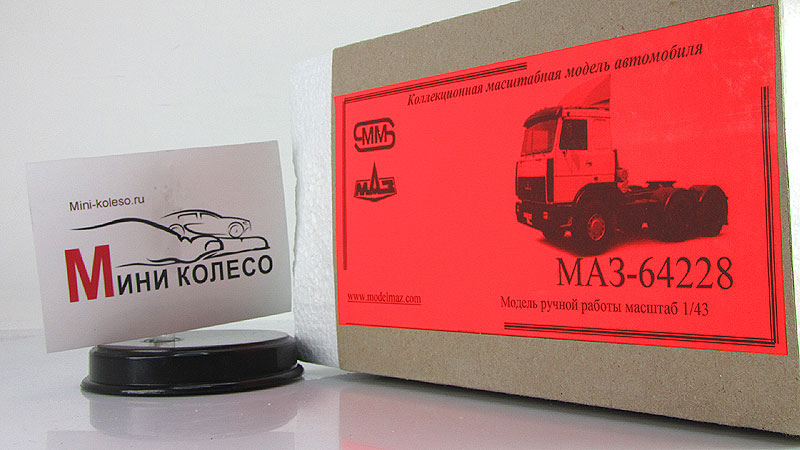 Mini-koleso.ru
Мини колесо
Коллекционная масштабная модель автомобиля
ММ
МАЗ
МАЗ-64228
www.modelmaz.com
Модель ручной работы масштаб 1/43